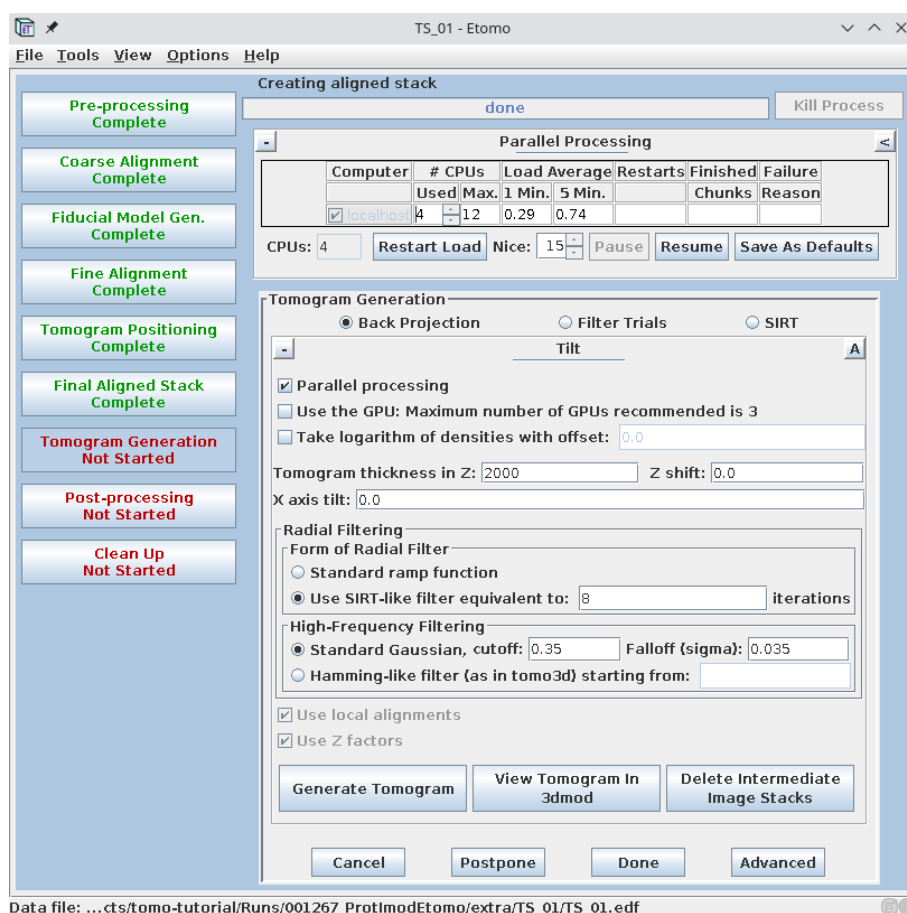 TS_01 - Etomo
File Tools View Options Help
Creating aligned stack
done
Kill Process
Pre-processing
Complete
Coarse Alignment
Complete
Fiducial Model Gen.
Complete
Fine Alignment
Complete
Tomogram Positioning
Complete
Final Aligned Stack
Complete
Tomogram Generation
Not Started
Post-processing
Not Started
Clean Up
Not Started
- Parallel Processing <
Computer # CPUs Load Average Restarts Finished Failure
Used Max. 1 Min. 5 Min. Chunks Reason
localhost 4 12 0.29 0.74
CPUs: 4 Restart Load Nice: 15 Pause Resume Save As Defaults
Tomogram Generation
Back Projection Filter Trials SIRT
- Tilt A
Parallel processing
Use the GPU: Maximum number of GPUs recommended is 3
Take logarithm of densities with offset: 0.0
Tomogram thickness in Z: 2000 Z shift: 0.0
X axis tilt: 0.0
Radial Filtering
Form of Radial Filter
Standard ramp function
Use SIRT-like filter equivalent to: 8 iterations
High-Frequency Filtering
Standard Gaussian, cutoff: 0.35 Falloff (sigma): 0.035
Hamming-like filter (as in tomo3d) starting from:
Use local alignments
Use Z factors
Generate Tomogram
View Tomogram In
3dmod
Delete Intermediate
Image Stacks
Cancel Postpone Done Advanced
Data file: ...cts/tomo-tutorial/Runs/001267_ProtImodEtomo/extra/TS_01/TS_01.edf